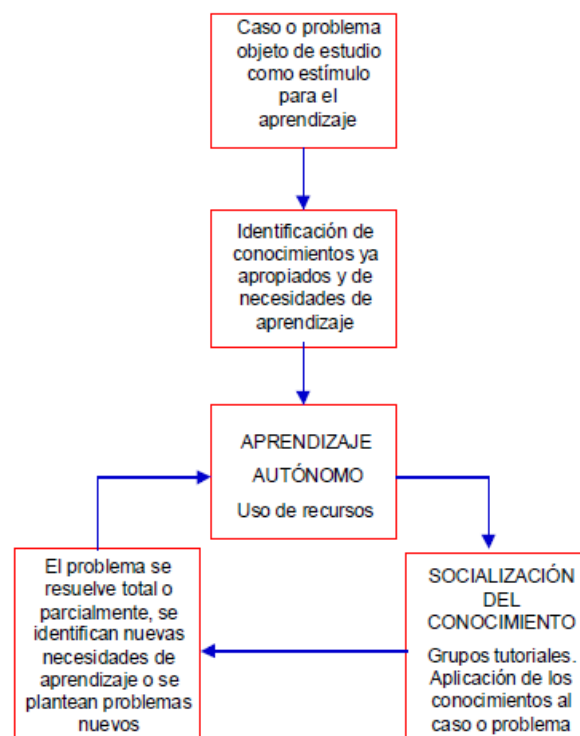 Caso o problema
objeto de estudio
como estímulo
para el
aprendizaje
Identificación de
conocimientos ya
apropiados y de
necesidades de
aprendizaje
APRENDIZAJE
AUTÓNOMO
Uso de recursos
El problema se
resuelve total o
parcialmente, se
identifican nuevas
necesidades de
aprendizaje o se
plantean problemas
nuevos
SOCIALIZACIÓN
DEL
CONOCIMIENTO
Grupos tutoriales.
Aplicación de los
conocimientos al
caso o problema